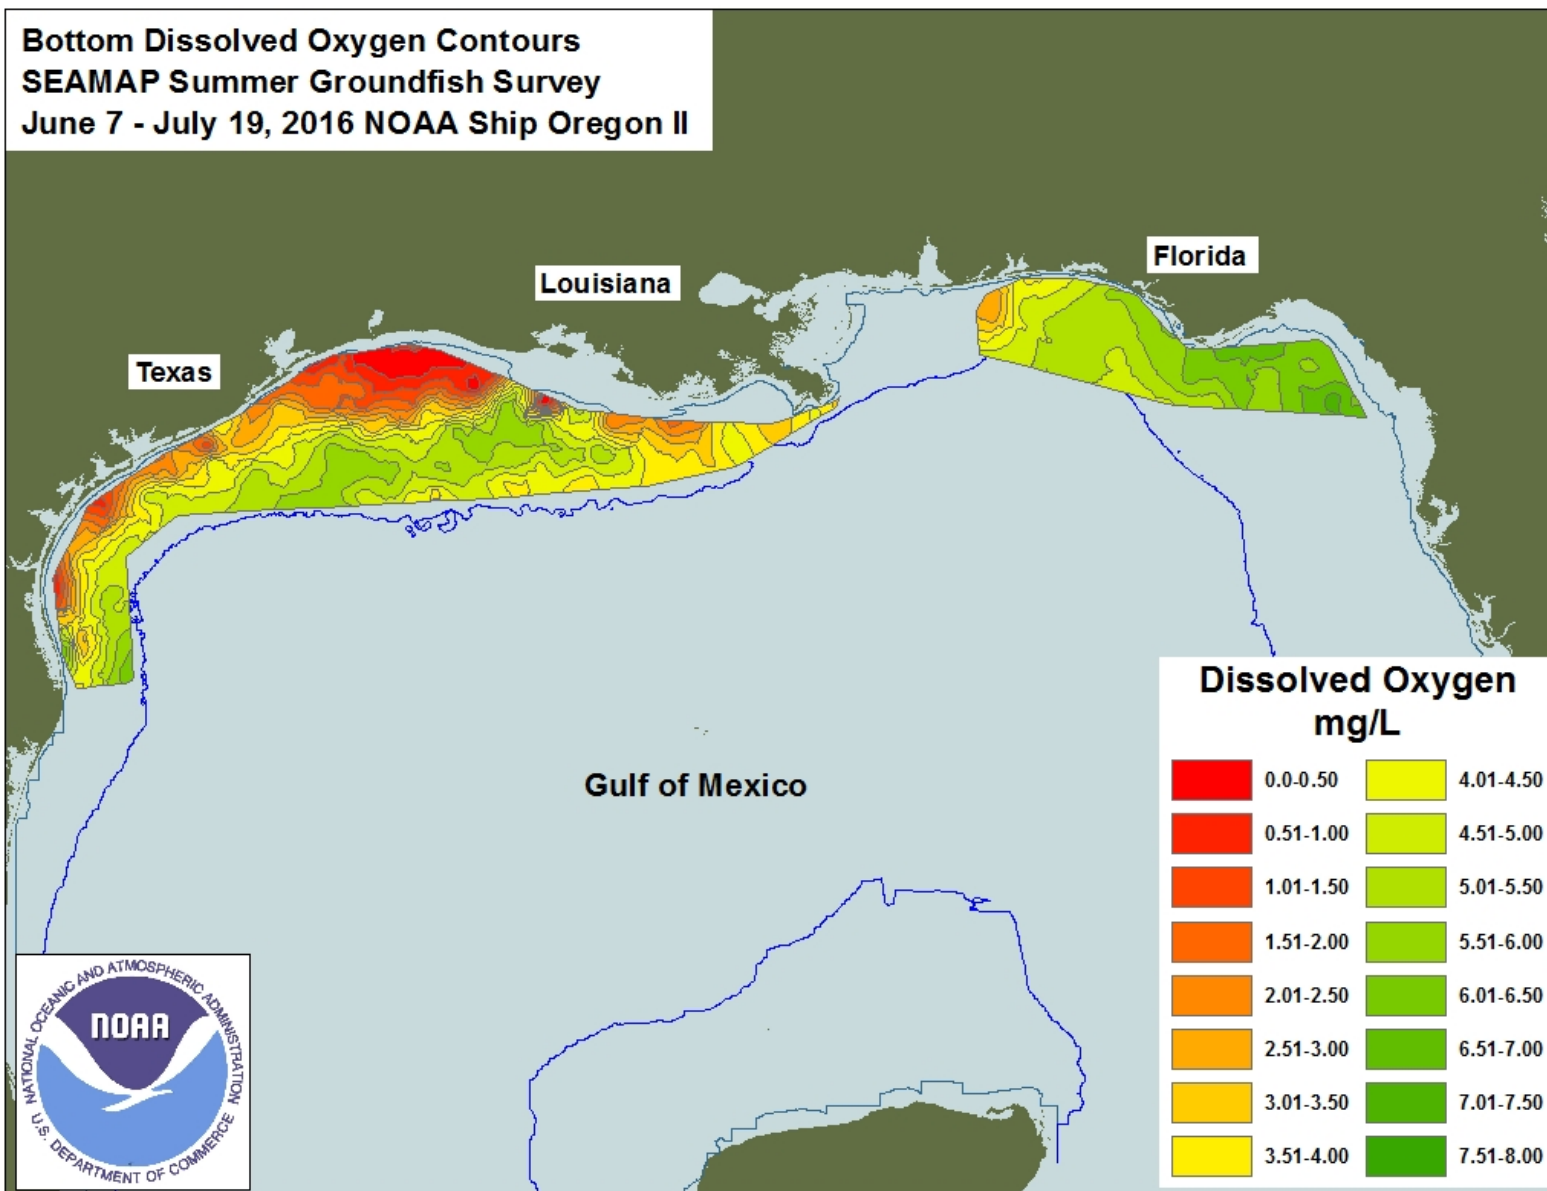 Bottom Dissolved Oxygen Contours
SEAMAP Summer Groundfish Survey
June 7 - July 19, 2016 NOAA Ship Oregon II
Florida
Louisiana
Texas
Gulf of Mexico
Dissolved Oxygen
mg/L
0.0-0.50
0.51-1.00
1.01-1.50
1.51-2.00
2.01-2.50
2.51-3.00
3.01-3.50
3.51-4.00
4.01-4.50
4.51-5.00
5.01-5.50
5.51-6.00
6.01-6.50
6.51-7.00
7.01-7.50
7.51-8.00
NATIONAL OCEANIC AND ATMOSPHERIC ADMINISTRATION
NOAA
U.S. DEPARTMENT OF COMMERCE